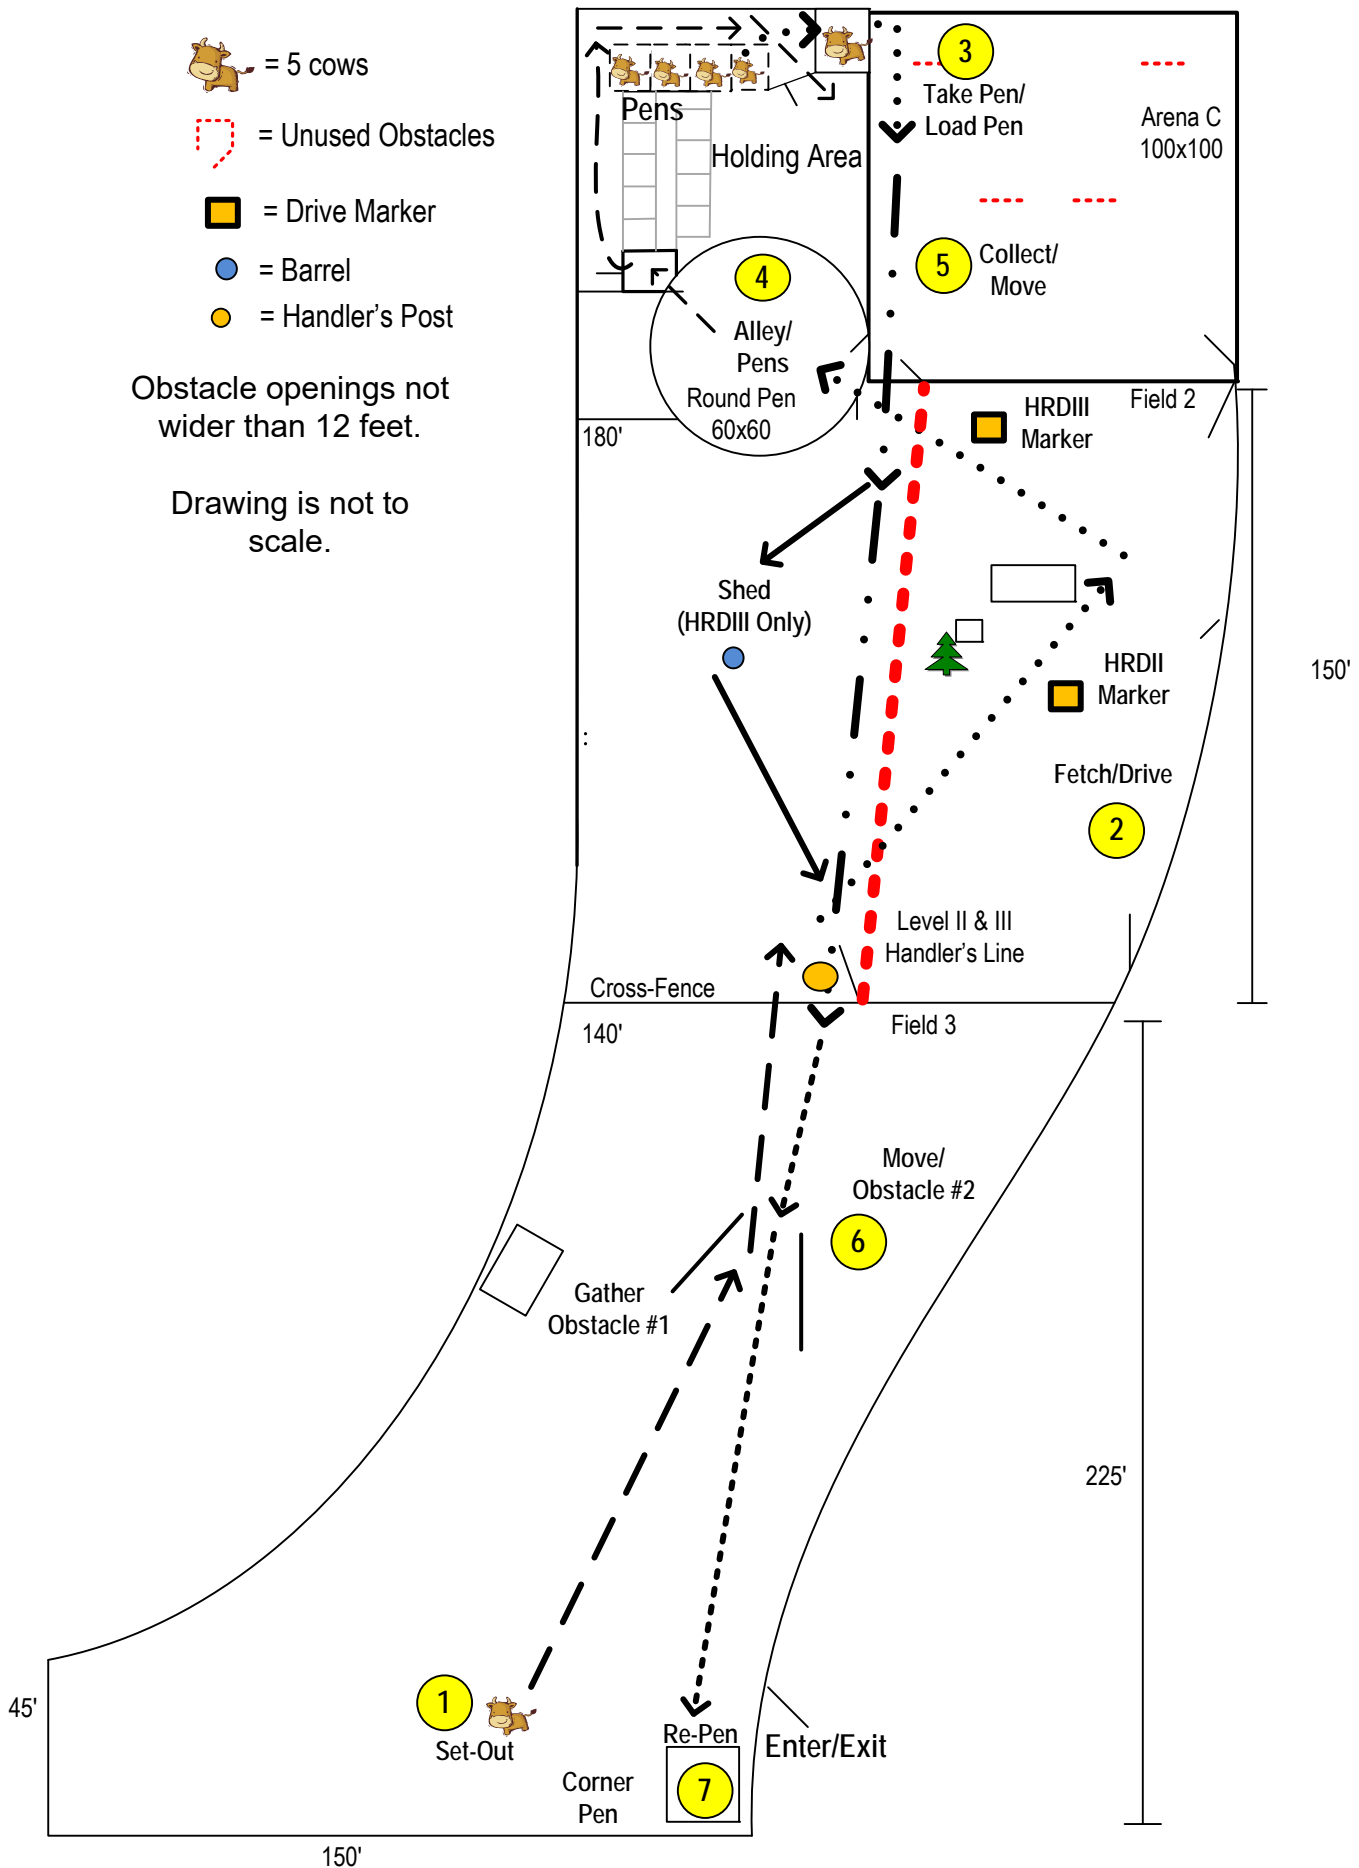 = 5 cows
= Unused Obstacles
= Drive Marker
= Barrel
= Handler's Post
Obstacle openings not
wider than 12 feet.
Drawing is not to
scale.
Pens
Holding Area
3
Take Pen/
Load Pen
Arena C
100x100
5
Collect/
Move
4
Alley/
Pens
Round Pen
60x60
180'
Field 2
HRDIII
Marker
Shed
(HRDIII Only)
HRDII
Marker
150'
Fetch/Drive
2
Level II & III
Handler's Line
Cross-Fence
140'
Field 3
Move/
Obstacle #2
6
Gather
Obstacle #1
225'
45'
1
Set-Out
Re-Pen
7
Corner
Pen
Enter/Exit
150'